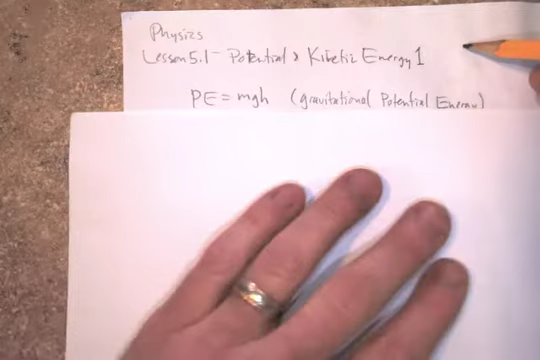 Physics
Lesson 5.1 - Potential & Kinetic Energy 1
PE = mgh (gravitational Potential Energy)